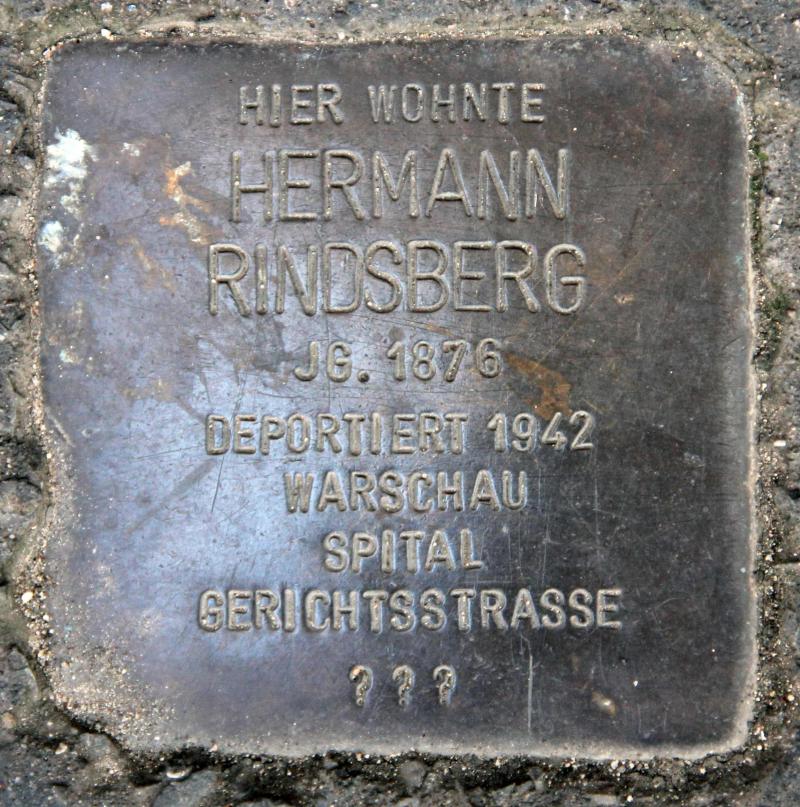 HIER WOHNTE
HERMANN
RINDSBERG
JG. 1876
DEPORTIERT 1942
WARSCHAU
SPITAL
GERICHTSSTRASSE
? ? ?